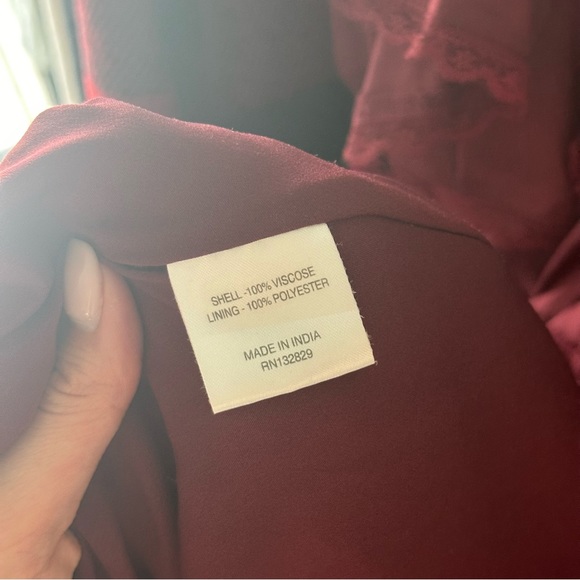 SHELL -100% VISCOSE
LINING - 100% POLYESTER
MADE IN INDIA
RN132829